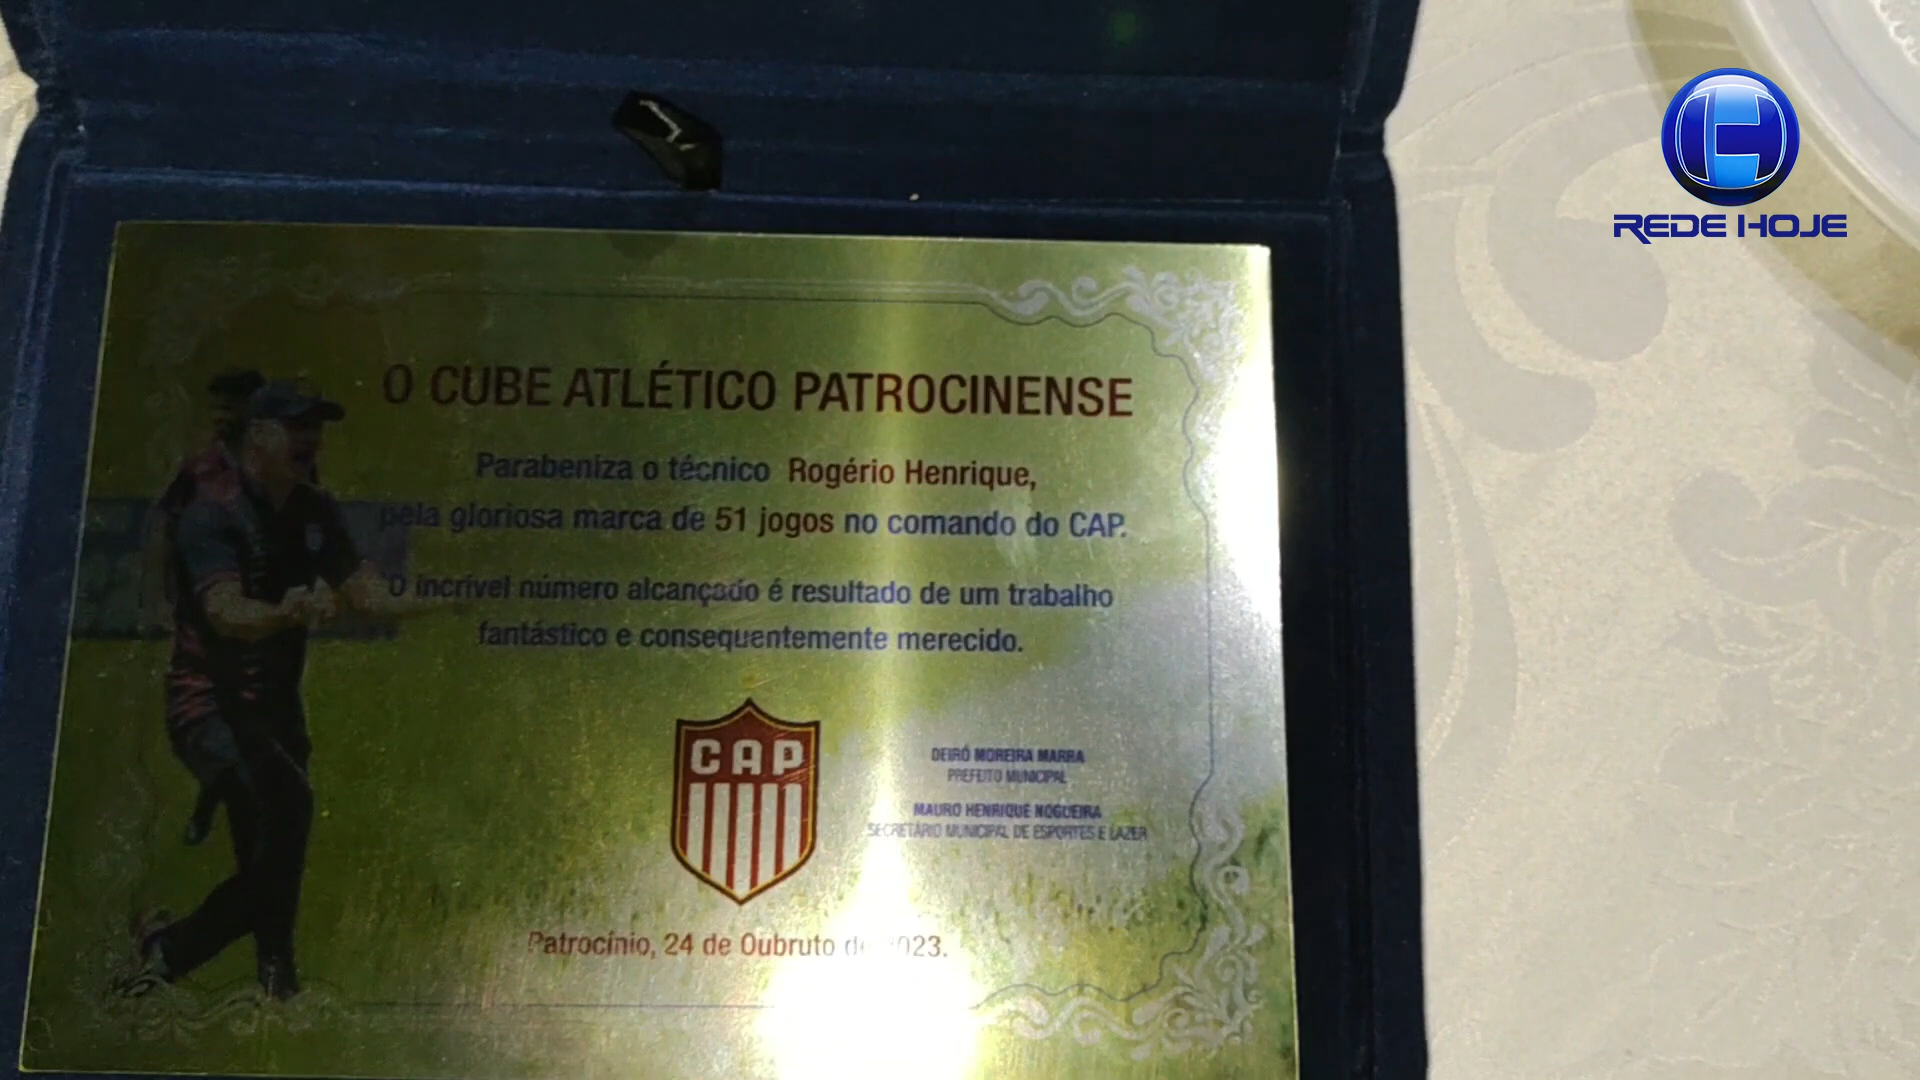 REDE HOJE
O CUBE ATLÉTICO PATROCINENSE
Parabeniza o técnico Rogério Henrique,
pela gloriosa marca de 51 jogos no comando do CAP.
O incrível número alcançado é resultado de um trabalho
fantástico e consequentemente merecido.
CAP
DEIRÓ MOREIRA MARRA
PREFEITO MUNICIPAL
MAURO HENRIQUE NOGUEIRA
SECRETÁRIO MUNICIPAL DE ESPORTES E LAZER
Patrocínio, 24 de Oubruto de 2023.